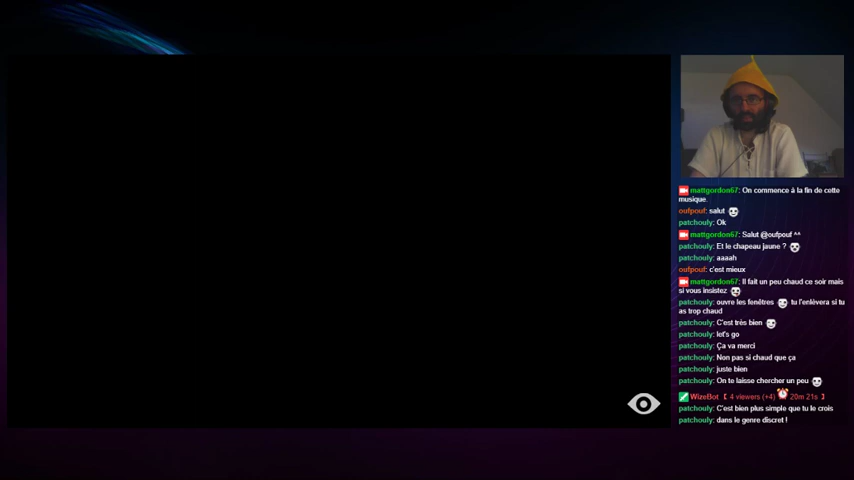 mattgordon67: On commence à la fin de cette
musique.
oufpouf: salut
patchouly: Ok
mattgordon67: Salut @oufpouf ^^
patchouly: Et le chapeau jaune ?
patchouly: aaaah
oufpouf: c'est mieux
mattgordon67: Il fait un peu chaud ce soir mais
si vous insistez
patchouly: ouvre les fenêtres tu l'enlèvera si tu
as trop chaud
patchouly: C'est très bien
patchouly: let's go
patchouly: Ça va merci
patchouly: Non pas si chaud que ça
patchouly: juste bien
patchouly: On te laisse chercher un peu
WizeBot 【 4 viewers (+4) 20m 21s 】
patchouly: C'est bien plus simple que tu le crois
patchouly: dans le genre discret !